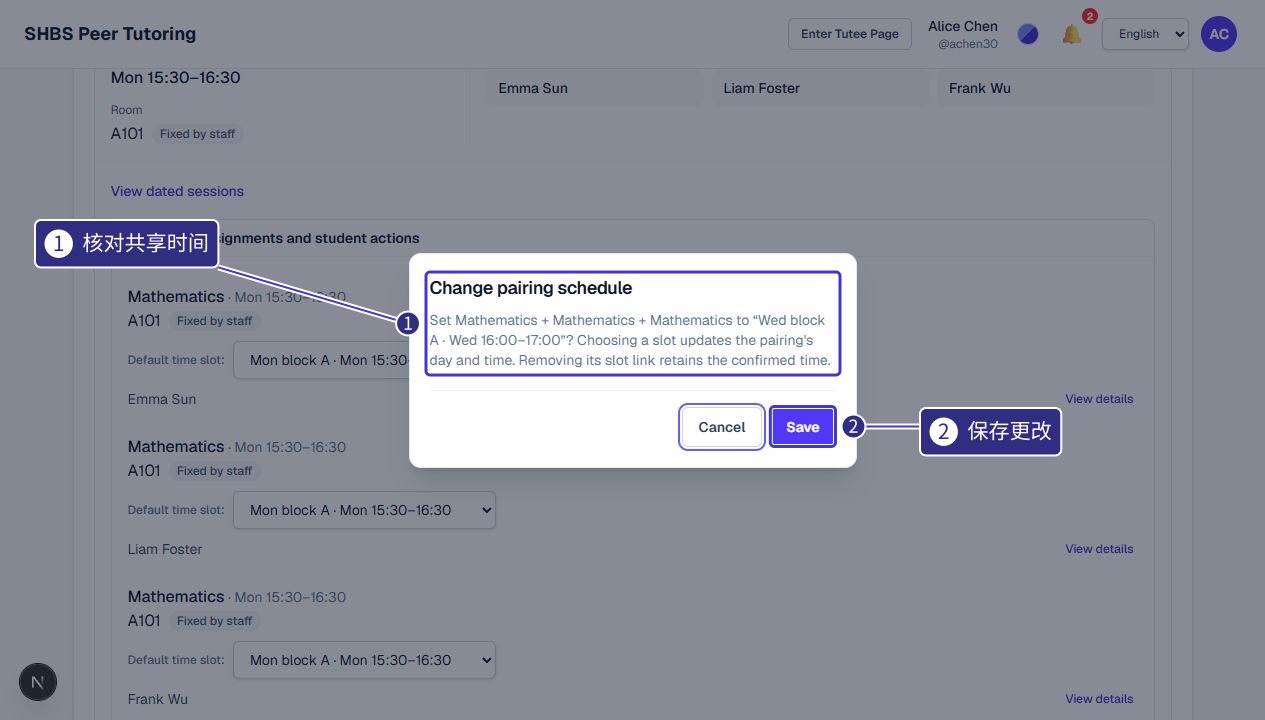 SHBS Peer Tutoring
Enter Tutee Page
Alice Chen
@achen30
2
English
AC
Mon 15:30–16:30
Emma Sun
Liam Foster
Frank Wu
Room
A101 Fixed by staff
View dated sessions
1 核对共享时间
ignments and student actions
Change pairing schedule
Set Mathematics + Mathematics + Mathematics to “Wed block
A · Wed 16:00–17:00”? Choosing a slot updates the pairing's
day and time. Removing its slot link retains the confirmed time.
1
Cancel
Save
2
2 保存更改
Mathematics · Mon 15:30–16:30
A101 Fixed by staff
Default time slot: Mon block A · Mon 15:30–
Emma Sun
View details
Mathematics
A101 Fixed by staff
Default time slot: Mon block A · Mon 15:30–16:30
Liam Foster
View details
Mathematics · Mon 15:30–16:30
A101 Fixed by staff
Default time slot: Mon block A · Mon 15:30–16:30
Frank Wu
View details
N